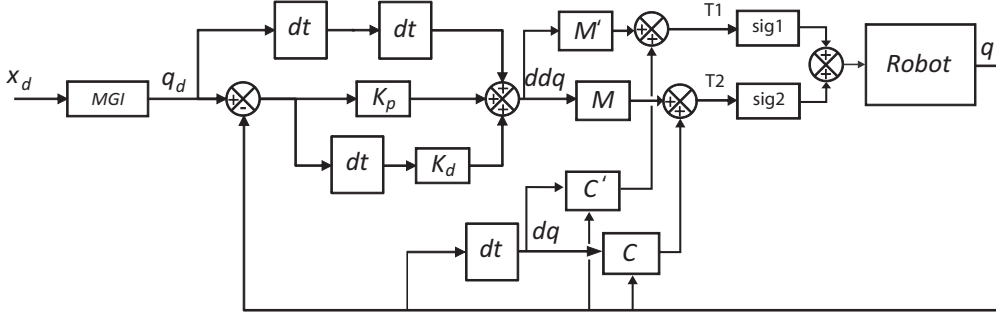 dt
dt
M'
T1
sig1
x_d
MGI
q_d
K_p
ddq
M
T2
sig2
Robot
q
dt
K_d
C'
dt
dq
C